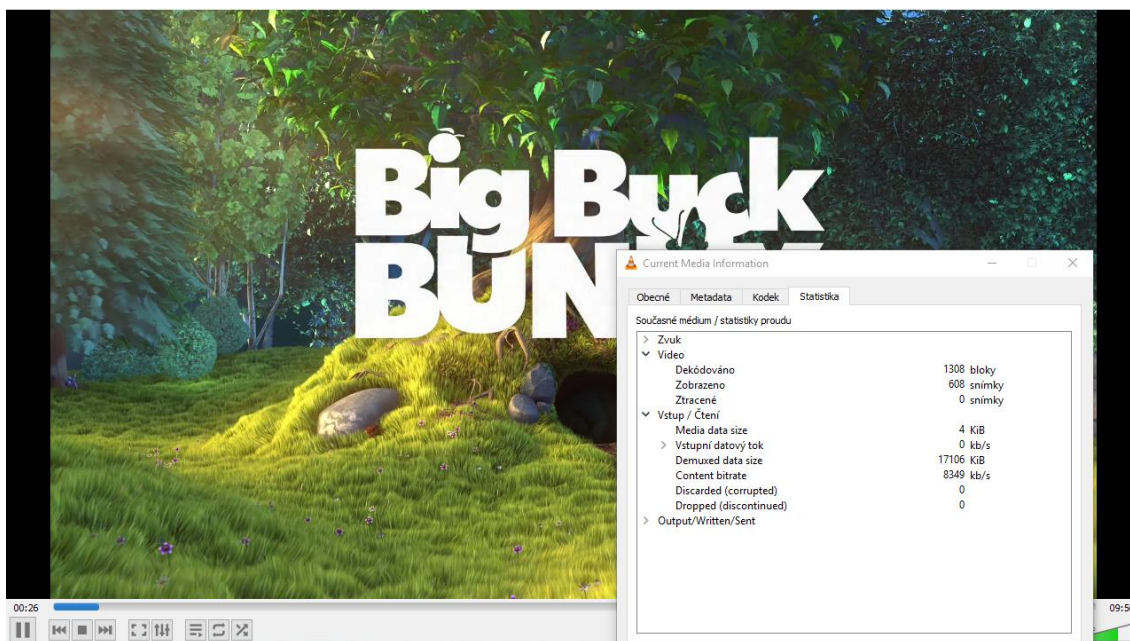 Big Buck
BUN
Current Media Information
Obecné Metadata Kodek Statistika
Současné médium / statistiky proudu
Zvuk
Video
Dekódováno 1308 bloky
Zobrazeno 608 snímky
Ztracené 0 snímky
Vstup / Čtení
Media data size 4 KiB
Vstupní datový tok 0 kb/s
Demuxed data size 17106 KiB
Content bitrate 8349 kb/s
Discarded (corrupted) 0
Dropped (discontinued) 0
Output/Written/Sent
00:26 09:5